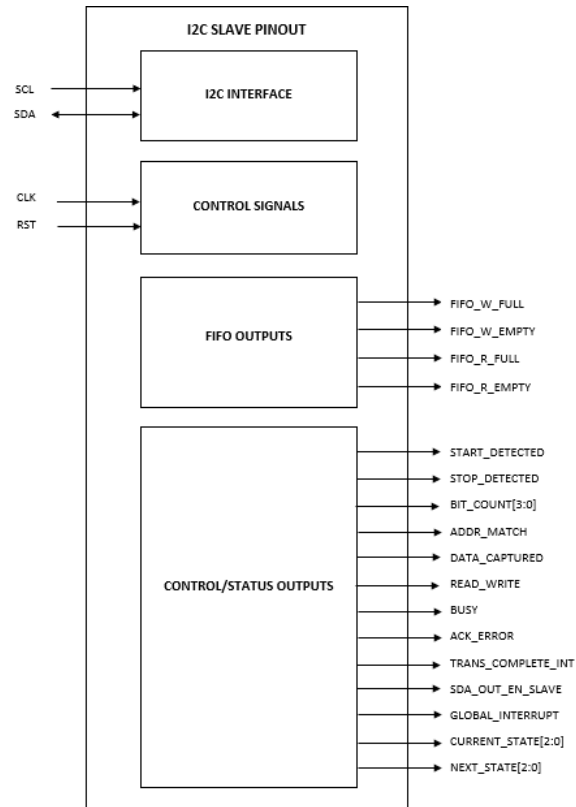 I2C SLAVE PINOUT
I2C INTERFACE
SCL
SDA
CONTROL SIGNALS
CLK
RST
FIFO OUTPUTS
FIFO_W_FULL
FIFO_W_EMPTY
FIFO_R_FULL
FIFO_R_EMPTY
CONTROL/STATUS OUTPUTS
START_DETECTED
STOP_DETECTED
BIT_COUNT[3:0]
ADDR_MATCH
DATA_CAPTURED
READ_WRITE
BUSY
ACK_ERROR
TRANS_COMPLETE_INT
SDA_OUT_EN_SLAVE
GLOBAL_INTERRUPT
CURRENT_STATE[2:0]
NEXT_STATE[2:0]